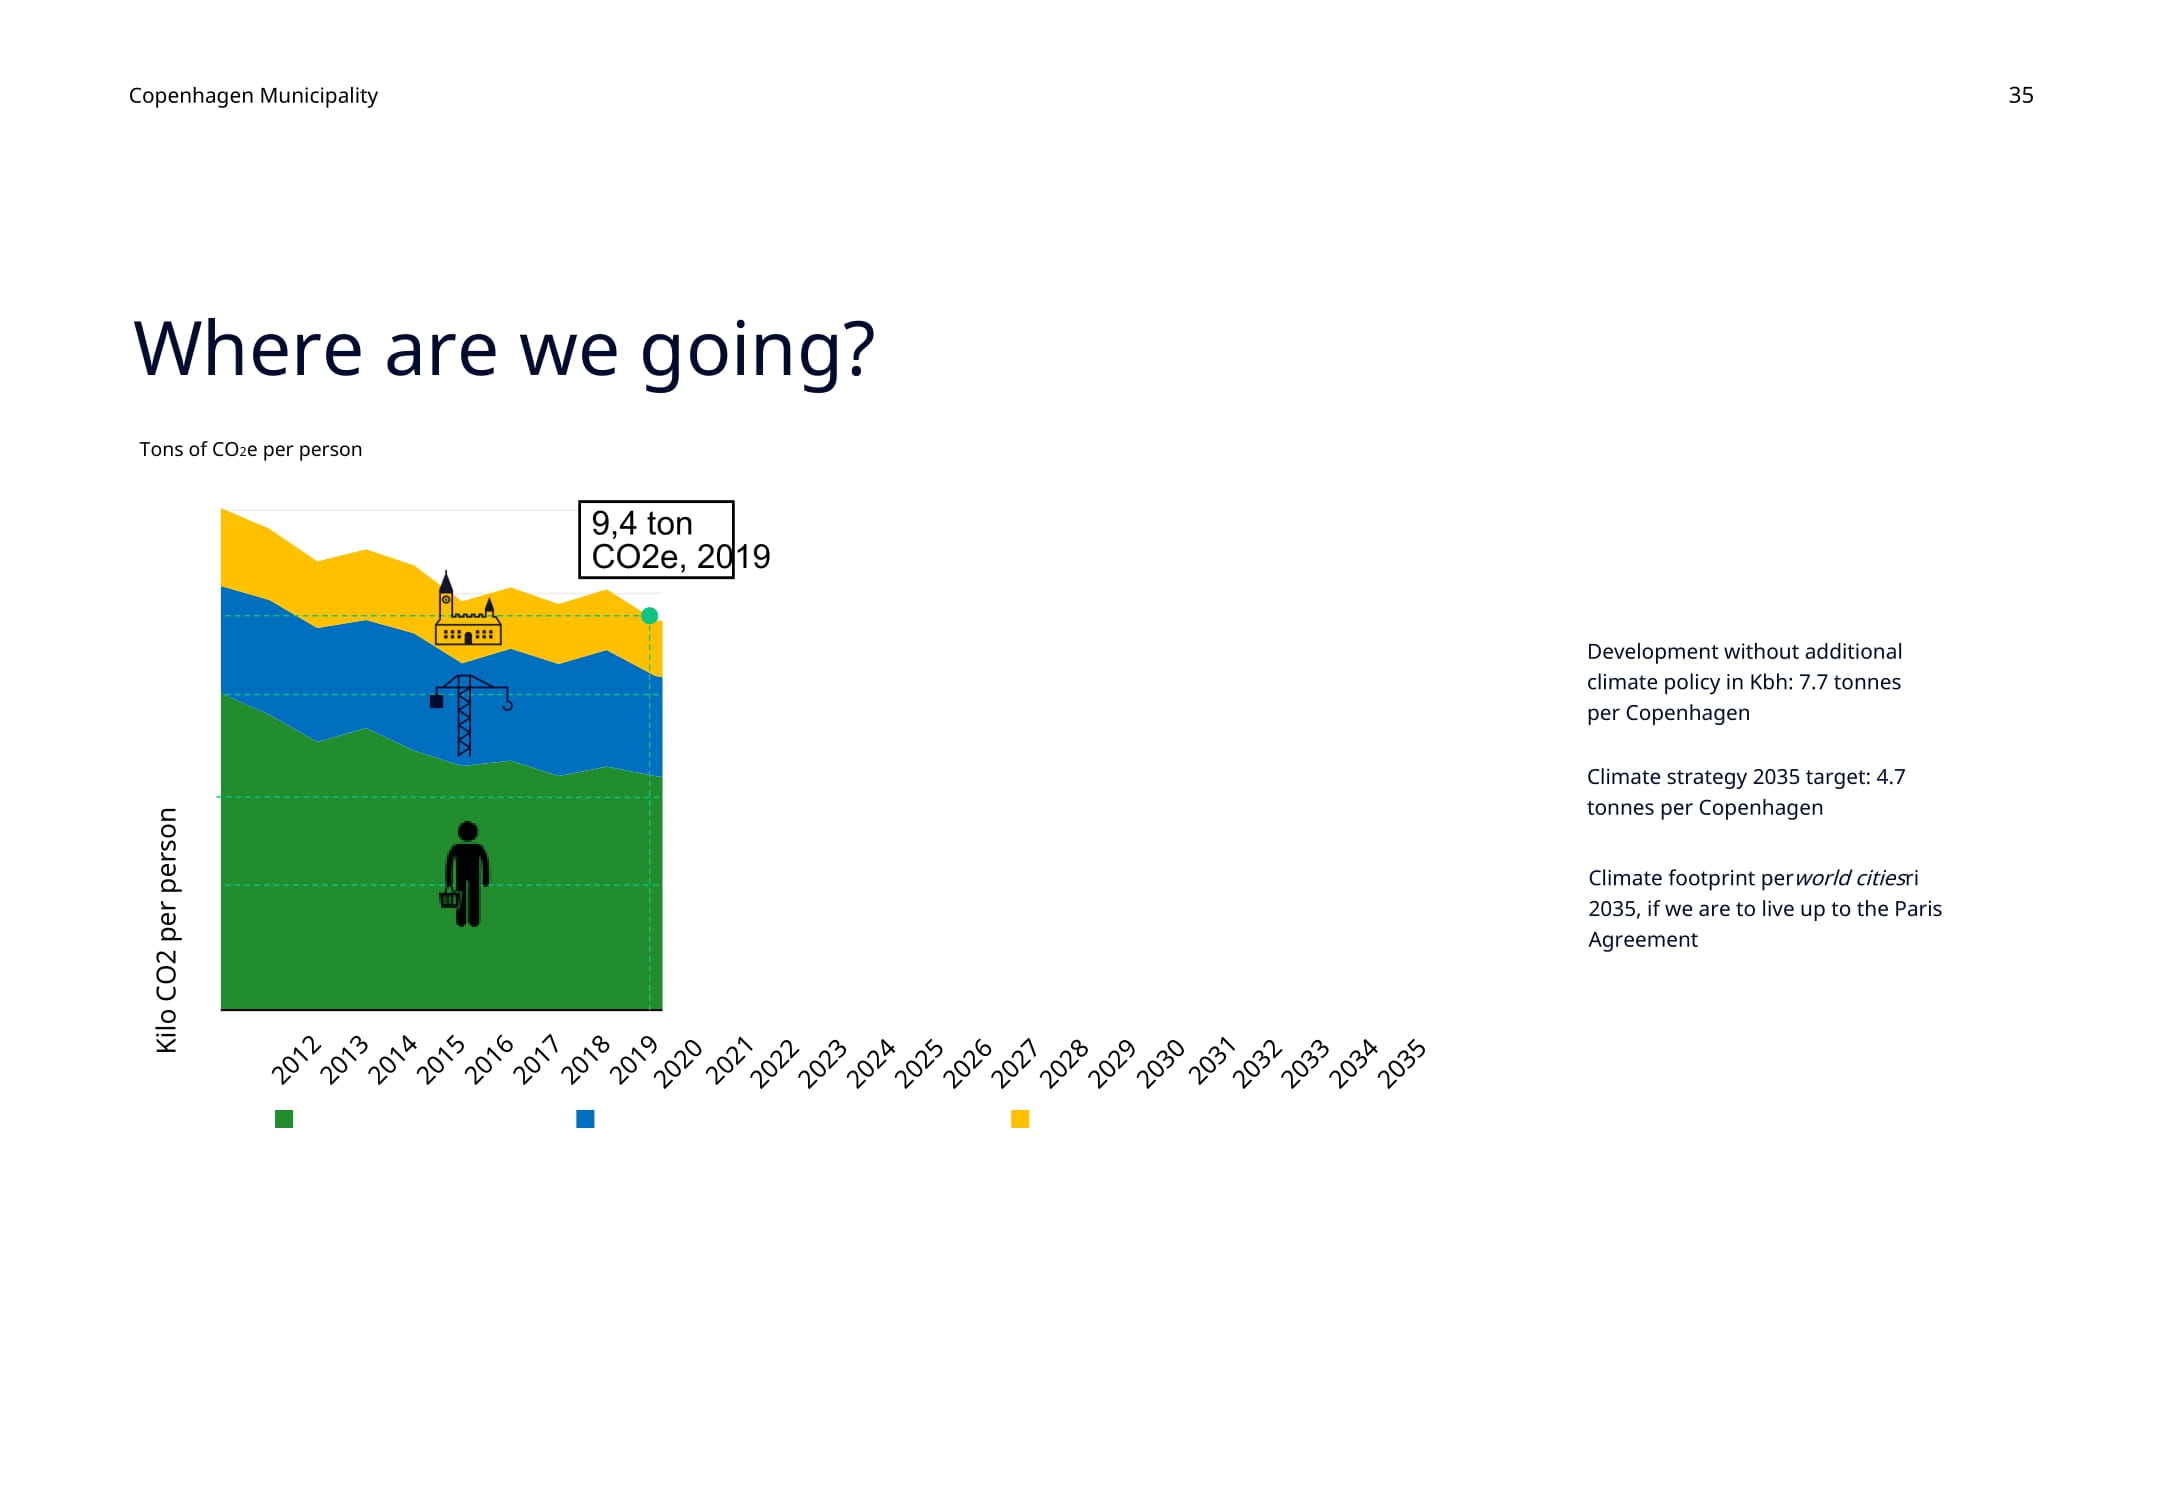 Copenhagen Municipality
35
Where are we going?
Tons of CO₂e per person
9,4 ton
CO2e, 2019
Development without additional
climate policy in Kbh: 7.7 tonnes
per Copenhagen
Climate strategy 2035 target: 4.7
tonnes per Copenhagen
Climate footprint perworld citiesri
2035, if we are to live up to the Paris
Agreement
Kilo CO2 per person
2012 2013 2014 2015 2016 2017 2018 2019 2020 2021 2022 2023 2024 2025 2026 2027 2028 2029 2030 2031 2032 2033 2034 2035